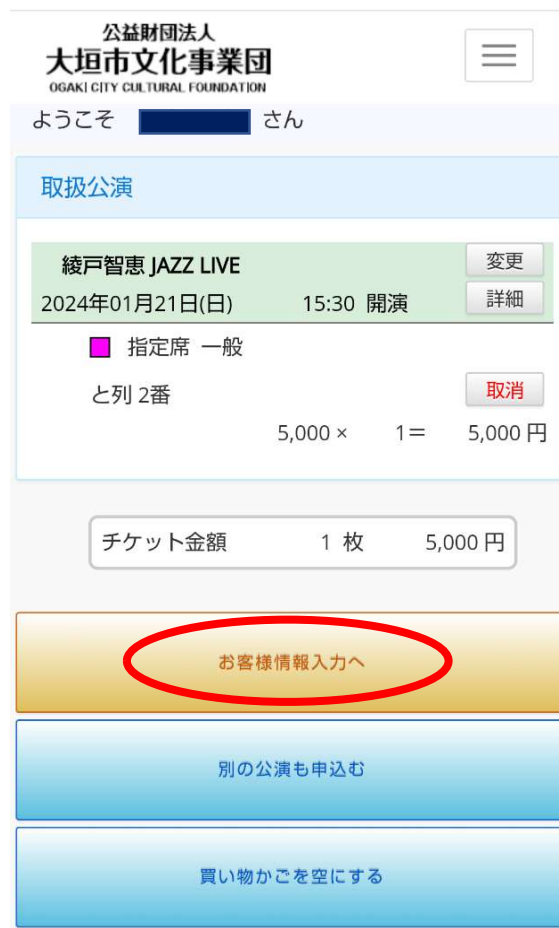 公益財団法人
大垣市文化事業団
OGAKI CITY CULTURAL FOUNDATION
ようこそ さん
取扱公演
綾戸智恵 JAZZ LIVE 変更
2024年01月21日(日) 15:30 開演 詳細
指定席 一般
と列 2番 取消
5,000 × 1＝ 5,000 円
チケット金額 1 枚 5,000 円
お客様情報入力へ
別の公演も申込む
買い物かごを空にする